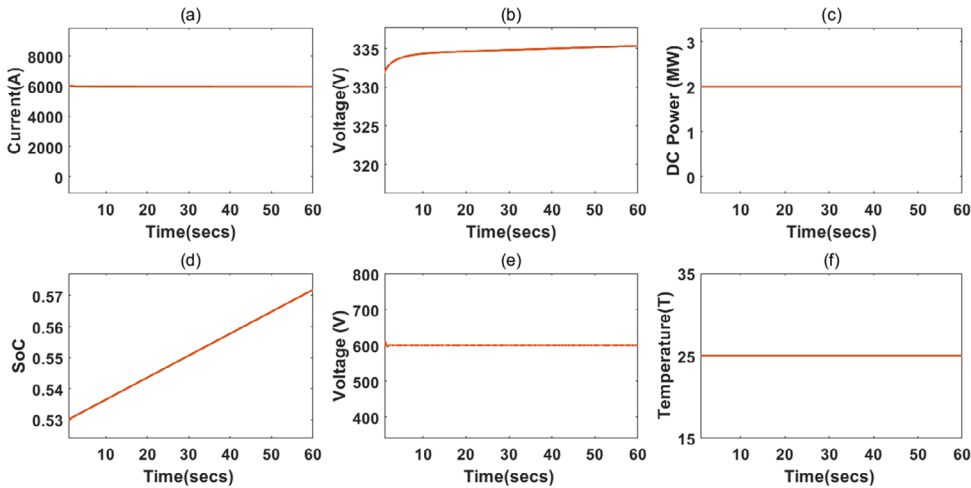 (a)
8000
6000
4000
2000
0
Current(A)
10 20 30 40 50 60
Time(secs)
(b)
335
330
325
320
Voltage(V)
10 20 30 40 50 60
Time(secs)
(c)
3
2
1
0
DC Power (MW)
10 20 30 40 50 60
Time(secs)
(d)
0.57
0.56
0.55
0.54
0.53
SoC
10 20 30 40 50 60
Time(secs)
(e)
800
700
600
500
400
Voltage (V)
10 20 30 40 50 60
Time(secs)
(f)
35
25
15
Temperature(T)
10 20 30 40 50 60
Time(secs)